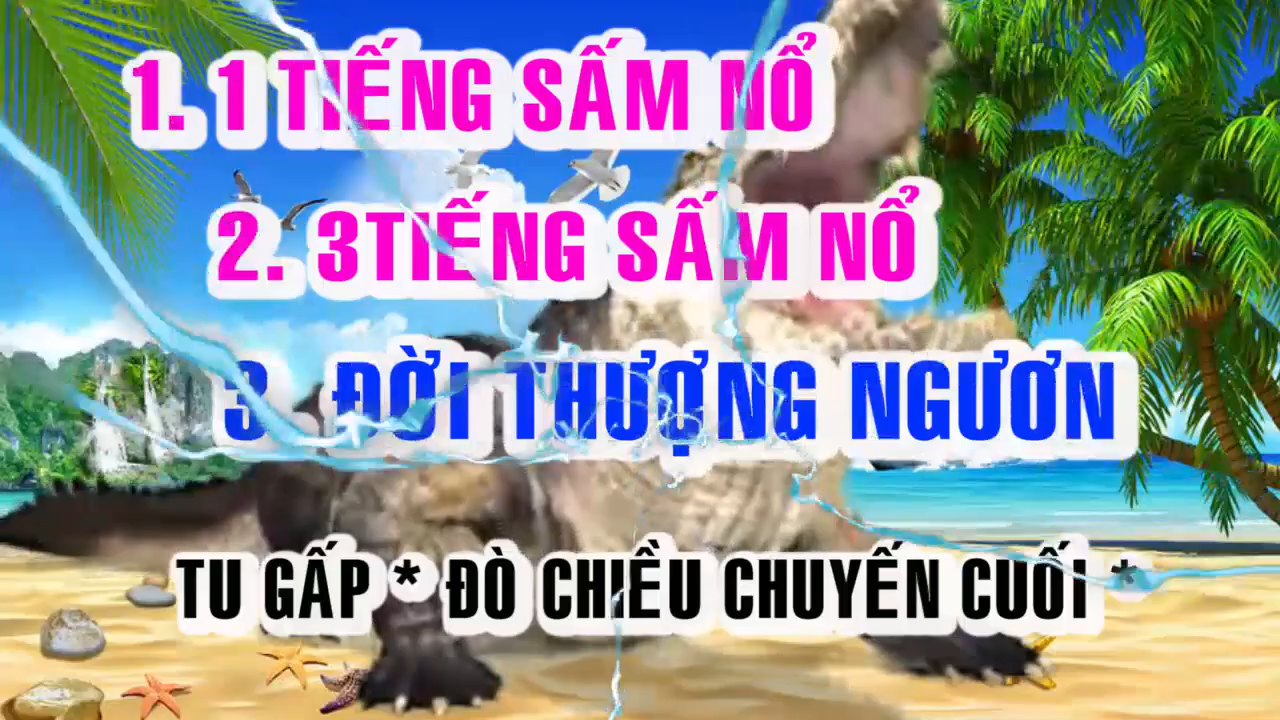 1. 1 TIẾNG SẤM NỔ
2. 3TIẾNG SẤM NỔ
3. ĐỜI THƯỢNG NGƯƠN
TU GẤP * ĐÒ CHIỀU CHUYẾN CUỐI *